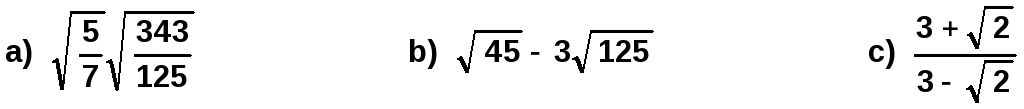 a) √(5/7) √(343/125) b) √45 - 3√125 c) (3 + √2)/(3 - √2)